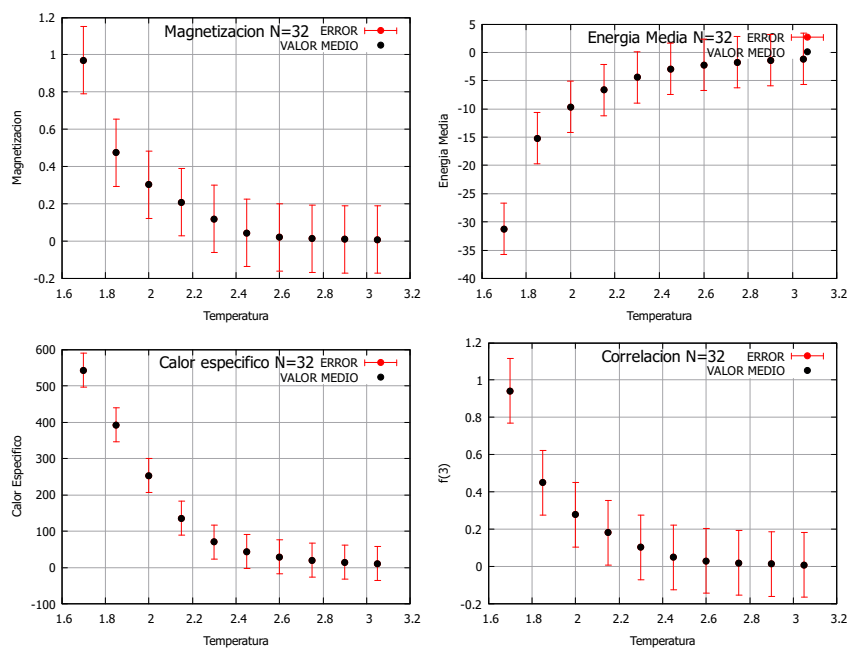 Magnetizacion N=32 ERROR
VALOR MEDIO
1.2
1
0.8
0.6
0.4
0.2
0
-0.2
Magnetizacion
1.6 1.8 2 2.2 2.4 2.6 2.8 3 3.2
Temperatura
Energia Media N=32 ERROR
VALOR MEDIO
5
0
-5
-10
-15
-20
-25
-30
-35
-40
Energia Media
1.6 1.8 2 2.2 2.4 2.6 2.8 3 3.2
Temperatura
Calor especifico N=32 ERROR
VALOR MEDIO
600
500
400
300
200
100
0
-100
Calor Especifico
1.6 1.8 2 2.2 2.4 2.6 2.8 3 3.2
Temperatura
Correlacion N=32 ERROR
VALOR MEDIO
1.2
1
0.8
0.6
0.4
0.2
0
-0.2
f(3)
1.6 1.8 2 2.2 2.4 2.6 2.8 3 3.2
Temperatura